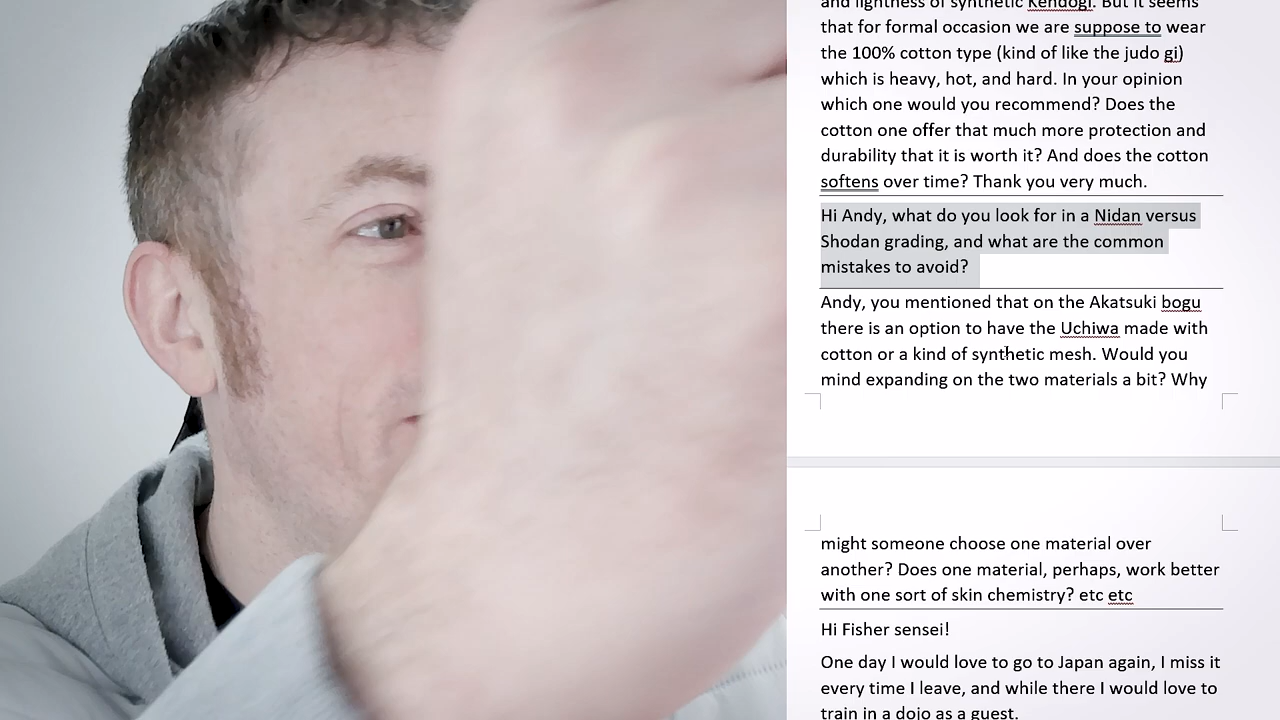 and lightness of synthetic Kendogi. But it seems
that for formal occasion we are suppose to wear
the 100% cotton type (kind of like the judo gi)
which is heavy, hot, and hard. In your opinion
which one would you recommend? Does the
cotton one offer that much more protection and
durability that it is worth it? And does the cotton
softens over time? Thank you very much.
Hi Andy, what do you look for in a Nidan versus
Shodan grading, and what are the common
mistakes to avoid?
Andy, you mentioned that on the Akatsuki bogu
there is an option to have the Uchiwa made with
cotton or a kind of synthetic mesh. Would you
mind expanding on the two materials a bit? Why
might someone choose one material over
another? Does one material, perhaps, work better
with one sort of skin chemistry? etc etc
Hi Fisher sensei!
One day I would love to go to Japan again, I miss it
every time I leave, and while there I would love to
train in a dojo as a guest.